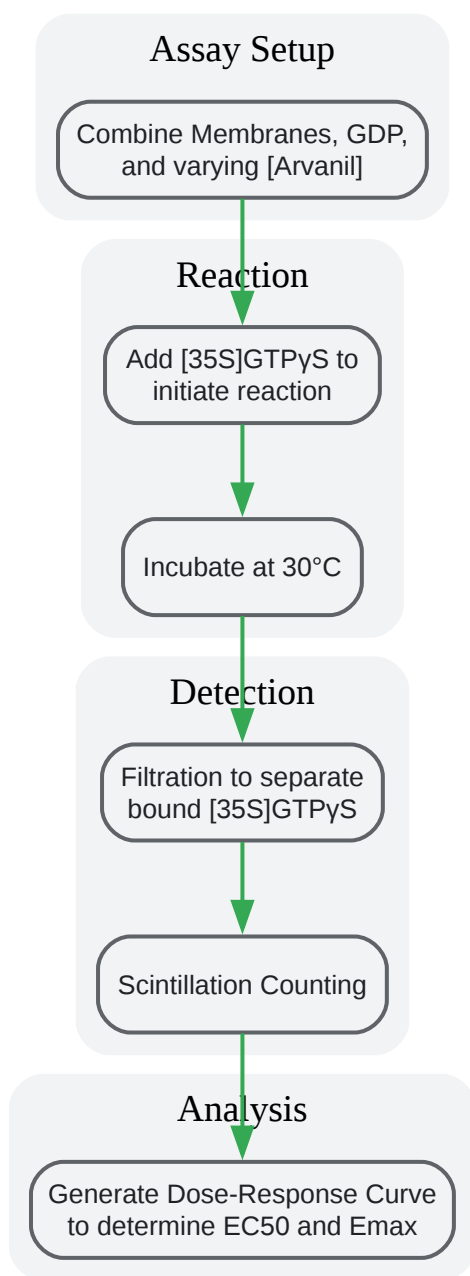 Assay Setup
Combine Membranes, GDP,
and varying [Arvanil]
Reaction
Add [35S]GTPγS to
initiate reaction
Incubate at 30°C
Detection
Filtration to separate
bound [35S]GTPγS
Scintillation Counting
Analysis
Generate Dose-Response Curve
to determine EC50 and Emax